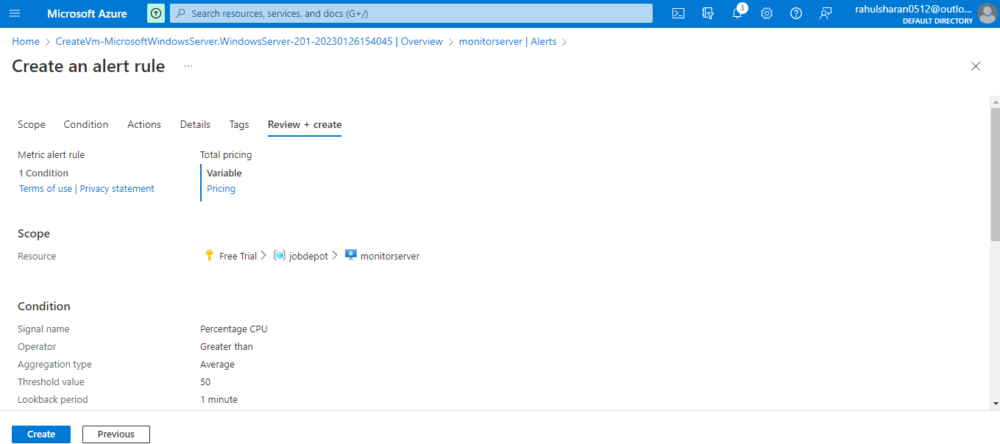 Microsoft Azure
Search resources, services, and docs (G+/)
3
rahulsharan0512@outlo...
DEFAULT DIRECTORY
Home > CreateVm-MicrosoftWindowsServer.WindowsServer-201-20230126154045 | Overview > monitorserver | Alerts >
Create an alert rule ...
Scope Condition Actions Details Tags Review + create
Metric alert rule Total pricing
1 Condition Variable
Terms of use | Privacy statement Pricing
Scope
Resource Free Trial > jobdepot > monitorserver
Condition
Signal name Percentage CPU
Operator Greater than
Aggregation type Average
Threshold value 50
Lookback period 1 minute
Create Previous